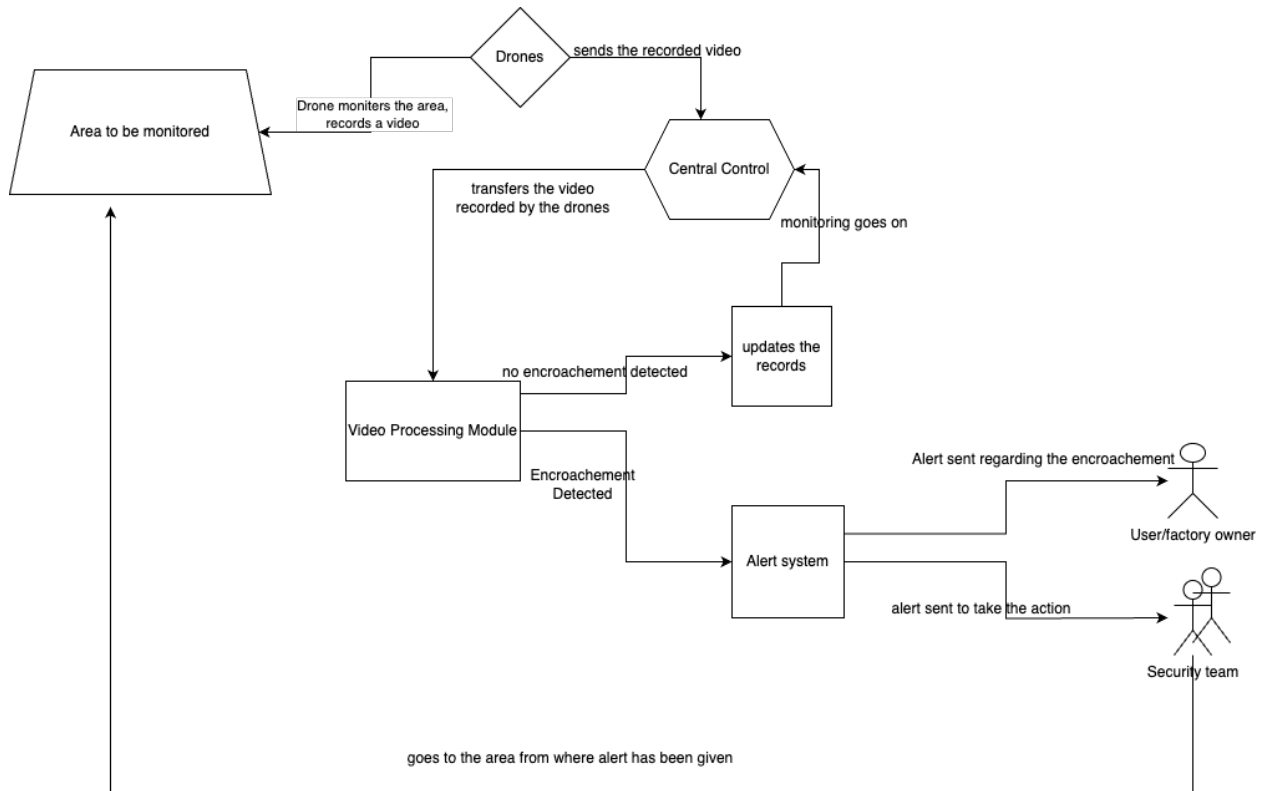 Drones
sends the recorded video
Drone moniters the area,
records a video
Area to be monitored
Central Control
transfers the video
recorded by the drones
monitoring goes on
updates the
records
no encroachement detected
Video Processing Module
Encroachement
Detected
Alert sent regarding the encroachement
User/factory owner
Alert system
alert sent to take the action
Security team
goes to the area from where alert has been given